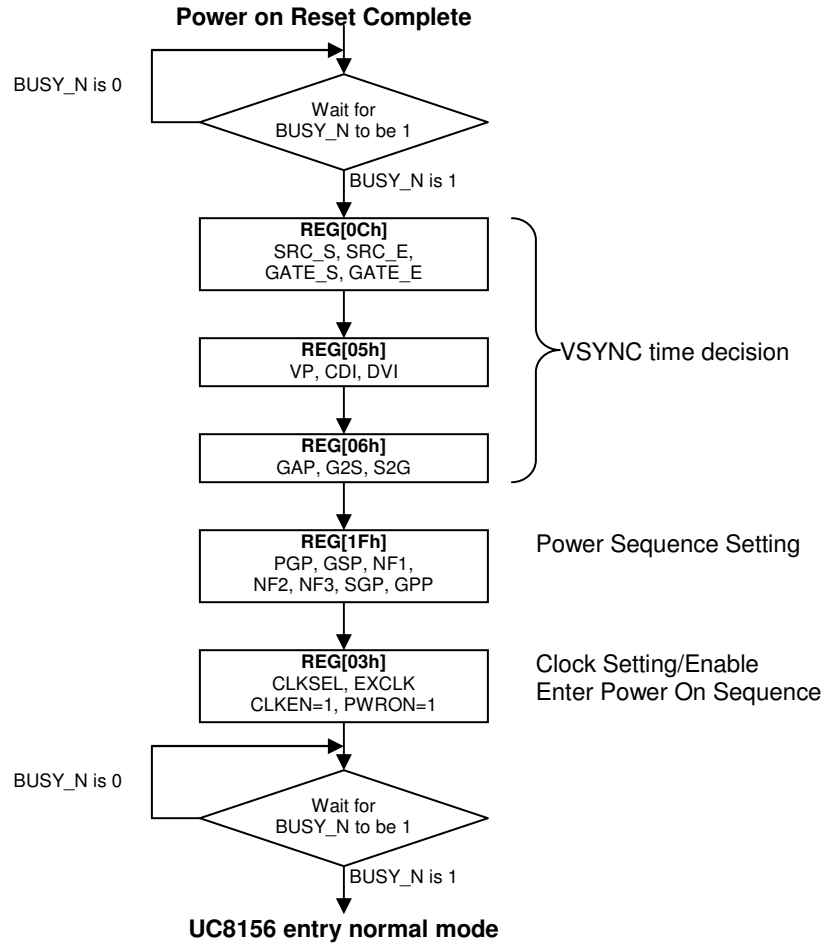 Power on Reset Complete
BUSY_N is 0
Wait for
BUSY_N to be 1
BUSY_N is 1
REG[0Ch]
SRC_S, SRC_E,
GATE_S, GATE_E
REG[05h]
VP, CDI, DVI
VSYNC time decision
REG[06h]
GAP, G2S, S2G
REG[1Fh]
PGP, GSP, NF1,
NF2, NF3, SGP, GPP
Power Sequence Setting
REG[03h]
CLKSEL, EXCLK
CLKEN=1, PWRON=1
Clock Setting/Enable
Enter Power On Sequence
BUSY_N is 0
Wait for
BUSY_N to be 1
BUSY_N is 1
UC8156 entry normal mode